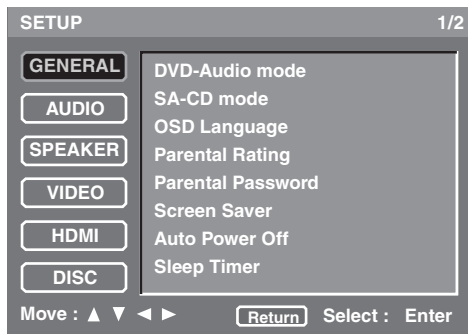 SETUP 1/2
GENERAL
AUDIO
SPEAKER
VIDEO
HDMI
DISC
DVD-Audio mode
SA-CD mode
OSD Language
Parental Rating
Parental Password
Screen Saver
Auto Power Off
Sleep Timer
Move : ▲ ▼ ◄ ► Return Select : Enter